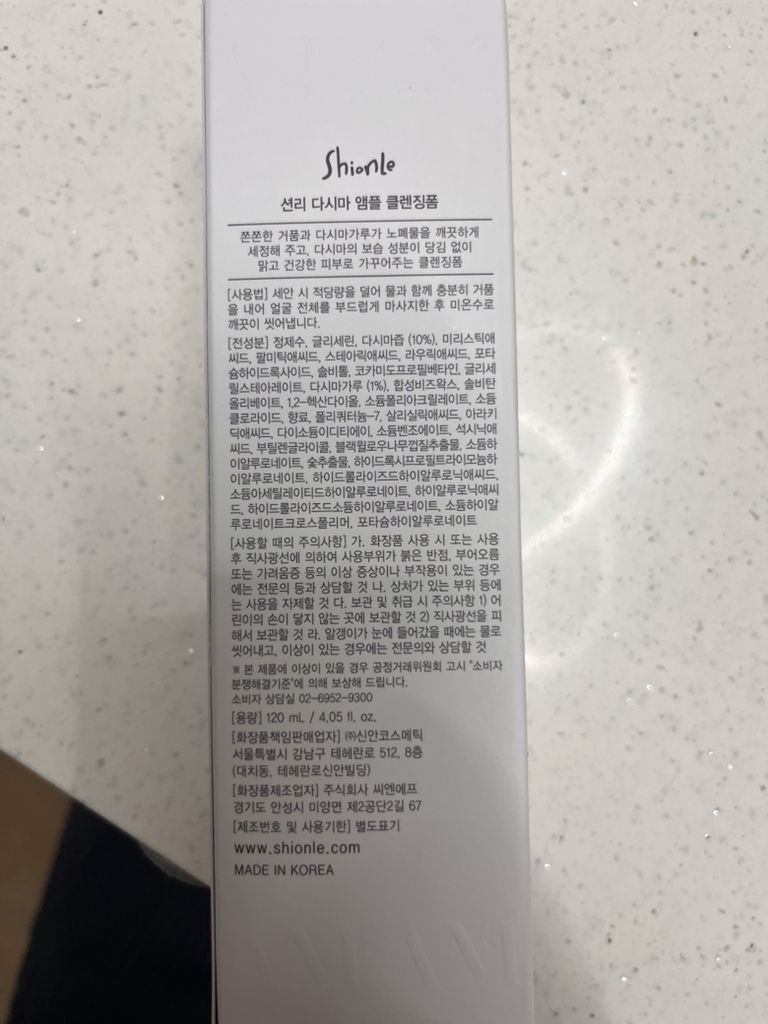 Shionle
션리 다시마 앰플 클렌징폼
쫀쫀한 거품과 다시마가루가 노폐물을 깨끗하게
세정해 주고, 다시마의 보습 성분이 당김 없이
맑고 건강한 피부로 가꾸어주는 클렌징폼
[사용법] 세안 시 적당량을 덜어 물과 함께 충분히 거품
을 내어 얼굴 전체를 부드럽게 마사지한 후 미온수로
깨끗이 씻어냅니다.
[전성분] 정제수, 글리세린, 다시마즙 (10%), 미리스틱애
씨드, 팔미틱애씨드, 스테아릭애씨드, 라우릭애씨드, 포타
슘하이드록사이드, 솔비톨, 코카미도프로필베타인, 글리세
릴스테아레이트, 다시마가루 (1%), 합성비즈왁스, 솔비탄
올리베이트, 1,2-헥산다이올, 소듐폴리아크릴레이트, 소듐
클로라이드, 향료, 폴리쿼터늄-7, 살리실릭애씨드, 아라키
딕애씨드, 다이소듐이디티에이, 소듐벤조에이트, 석시닉애
씨드, 부틸렌글라이콜, 블랙윌로우나무껍질추출물, 소듐하
이알루로네이트, 숯추출물, 하이드록시프로필트라이모늄하
이알루로네이트, 하이드롤라이즈드하이알루로닉애씨드,
소듐아세틸레이티드하이알루로네이트, 하이알루로닉애씨
드, 하이드롤라이즈드소듐하이알루로네이트, 소듐하이알
루로네이트크로스폴리머, 포타슘하이알루로네이트
[사용할 때의 주의사항] 가. 화장품 사용 시 또는 사용
후 직사광선에 의하여 사용부위가 붉은 반점, 부어오름
또는 가려움증 등의 이상 증상이나 부작용이 있는 경우
에는 전문의 등과 상담할 것 나. 상처가 있는 부위 등에
는 사용을 자제할 것 다. 보관 및 취급 시 주의사항 1) 어
린이의 손이 닿지 않는 곳에 보관할 것 2) 직사광선을 피
해서 보관할 것 라. 알갱이가 눈에 들어갔을 때에는 물로
씻어내고, 이상이 있는 경우에는 전문의와 상담할 것
※ 본 제품에 이상이 있을 경우 공정거래위원회 고시 "소비자
분쟁해결기준"에 의해 보상해 드립니다.
소비자 상담실 02-6952-9300
[용량] 120 mL / 4.05 fl. oz.
[화장품책임판매업자] ㈜신안코스메틱
서울특별시 강남구 테헤란로 512, 8층
(대치동, 테헤란로신안빌딩)
[화장품제조업자] 주식회사 씨엔에프
경기도 안성시 미양면 제2공단2길 67
[제조번호 및 사용기한] 별도표기
www.shionle.com
MADE IN KOREA